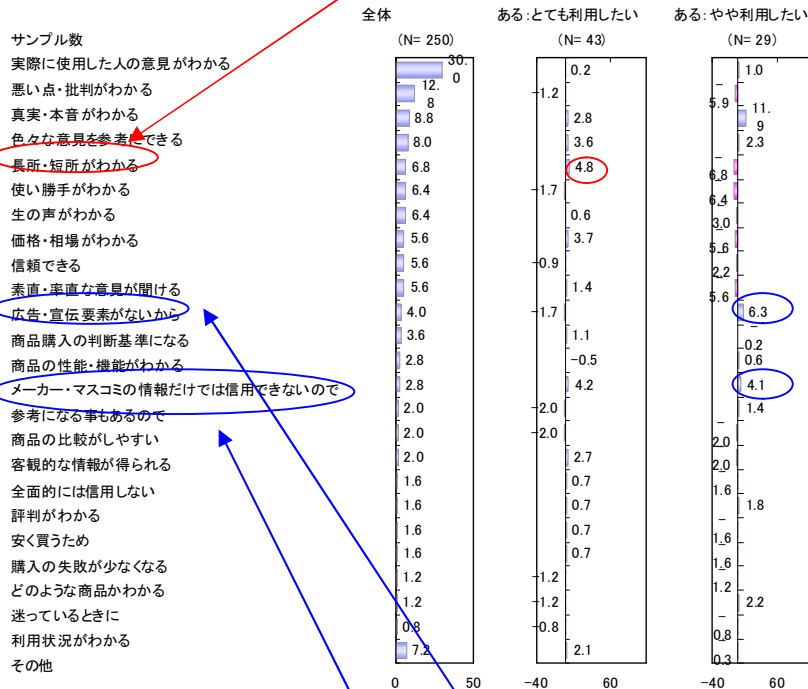 全体 ある:とても利用したい ある:やや利用したい
サンプル数 (N= 250) (N= 43) (N= 29)
実際に使用した人の意見がわかる 30.0 0.2 1.0
悪い点・批判がわかる 12.8 −1.2 −5.9
真実・本音がわかる 8.8 2.8 11.9
色々な意見を参考にできる 8.0 3.6 2.3
長所・短所がわかる 6.8 4.8 −6.8
使い勝手がわかる 6.4 −1.7 −6.4
生の声がわかる 6.4 0.6 −3.0
価格・相場がわかる 5.6 3.7 −5.6
信頼できる 5.6 −0.9 −2.2
素直・率直な意見が聞ける 5.6 1.4 −5.6
広告・宣伝要素がないから 4.0 −1.7 6.3
商品購入の判断基準になる 3.6 1.1 −0.2
商品の性能・機能がわかる 2.8 −0.5 0.6
メーカー・マスコミの情報だけでは信用できないので 2.8 4.2 4.1
参考になる事もあるので 2.0 −2.0 1.4
商品の比較がしやすい 2.0 −2.0 −2.0
客観的な情報が得られる 2.0 2.7 −2.0
全面的には信用しない 1.6 0.7 −1.6
評判がわかる 1.6 0.7 1.8
安く買うため 1.6 0.7 −1.6
購入の失敗が少なくなる 1.6 0.7 −1.6
どのような商品かわかる 1.2 −1.2 −1.2
迷っているときに 1.2 −1.2 2.2
利用状況がわかる 0.8 −0.8 −0.8
その他 7.2 2.1 −0.3
0 50 −40 60 −40